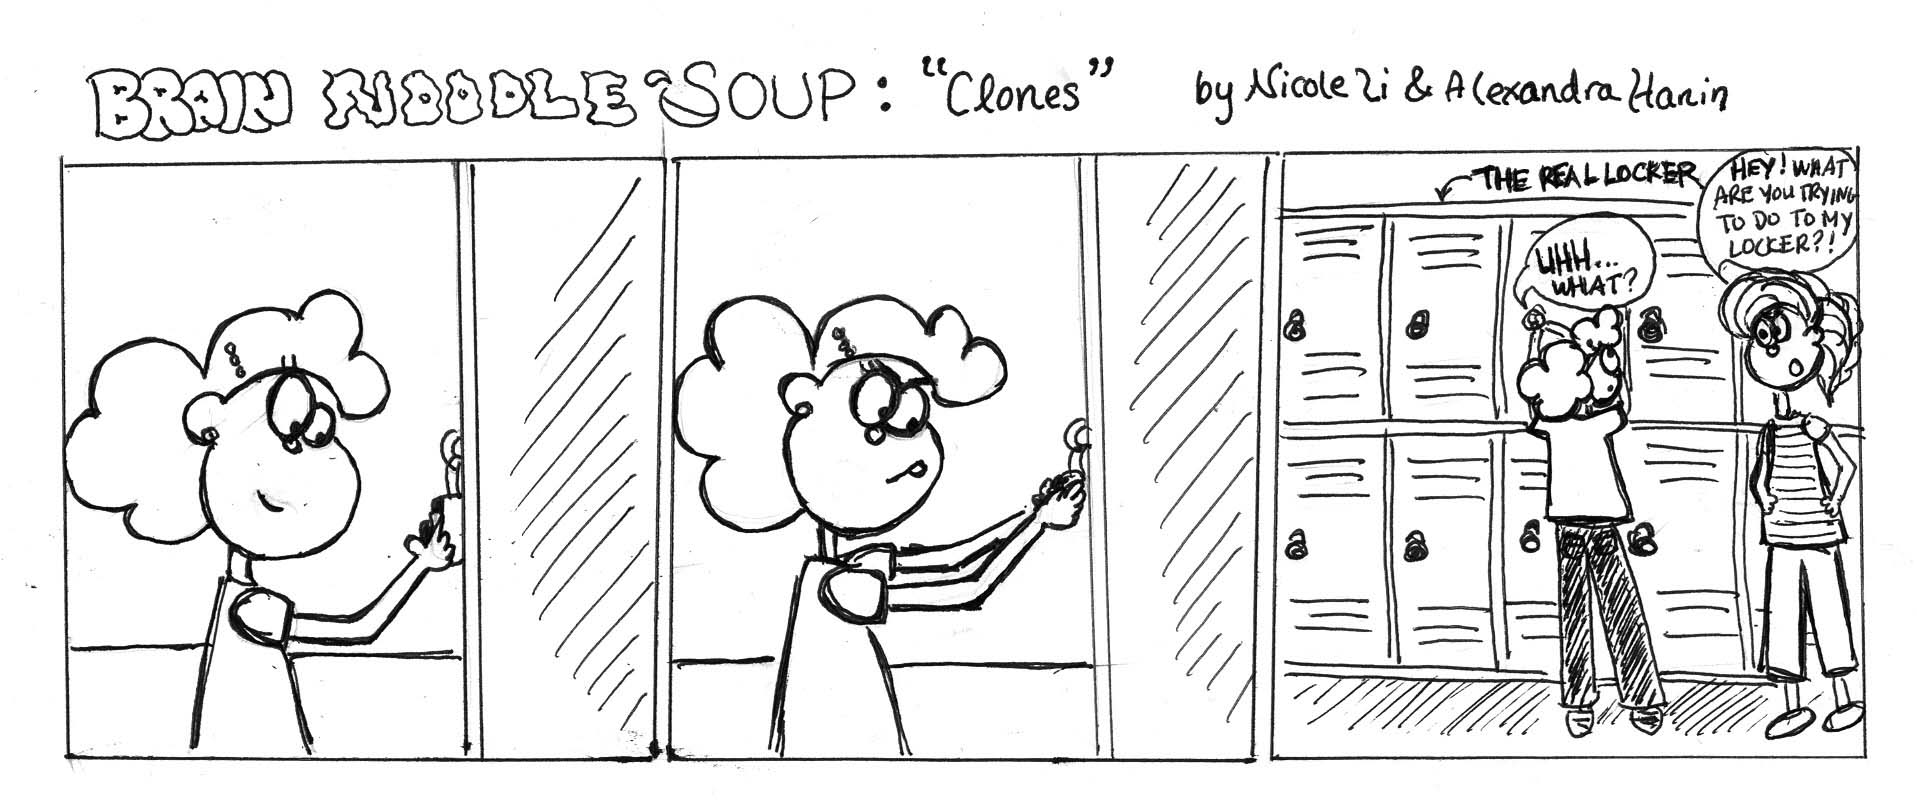 BRAIN NOODLE SOUP: "Clones" by Nicole Li & Alexandra Hanin
THE REAL LOCKER
HEY! WHAT
ARE YOU TRYING
TO DO TO MY
LOCKER?!
UHH...
WHAT?